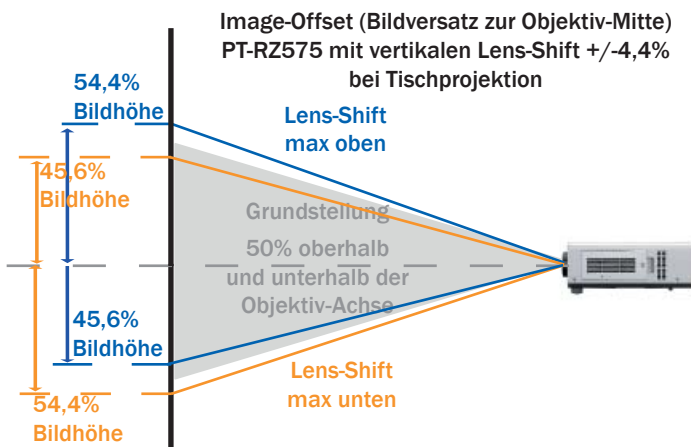 Image-Offset (Bildversatz zur Objektiv-Mitte)
PT-RZ575 mit vertikalen Lens-Shift +/-4,4%
bei Tischprojektion
54,4%
Bildhöhe
Lens-Shift
max oben
45,6%
Bildhöhe
Grundstellung
50% oberhalb
und unterhalb der
Objektiv-Achse
45,6%
Bildhöhe
Lens-Shift
max unten
54,4%
Bildhöhe